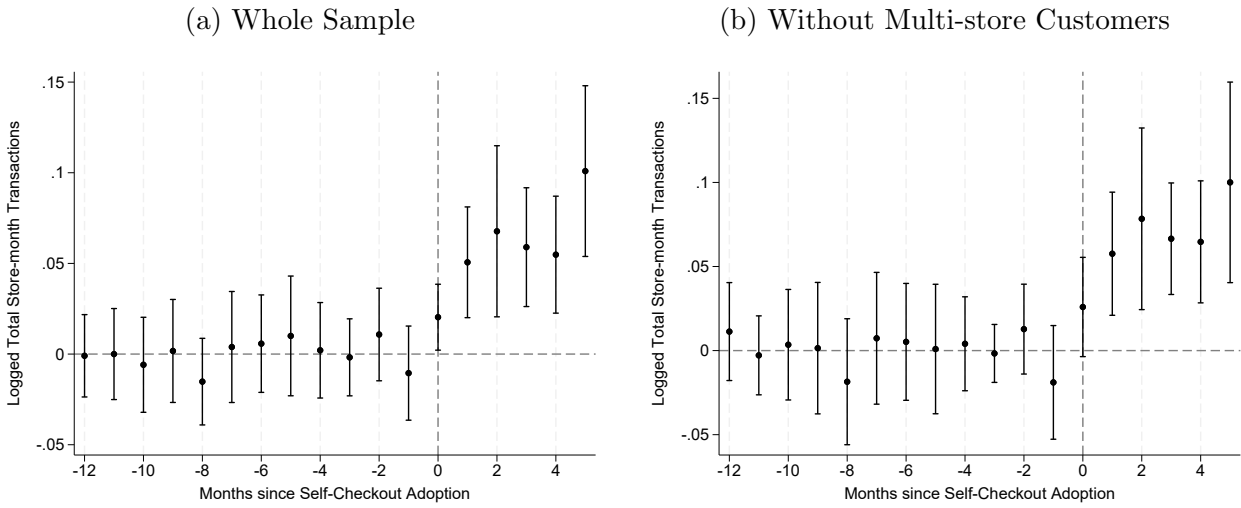 (a) Whole Sample
.15
.1
.05
0
-.05
Logged Total Store-month Transactions
-12 -10 -8 -6 -4 -2 0 2 4
Months since Self-Checkout Adoption
(b) Without Multi-store Customers
.15
.1
.05
0
-.05
Logged Total Store-month Transactions
-12 -10 -8 -6 -4 -2 0 2 4
Months since Self-Checkout Adoption